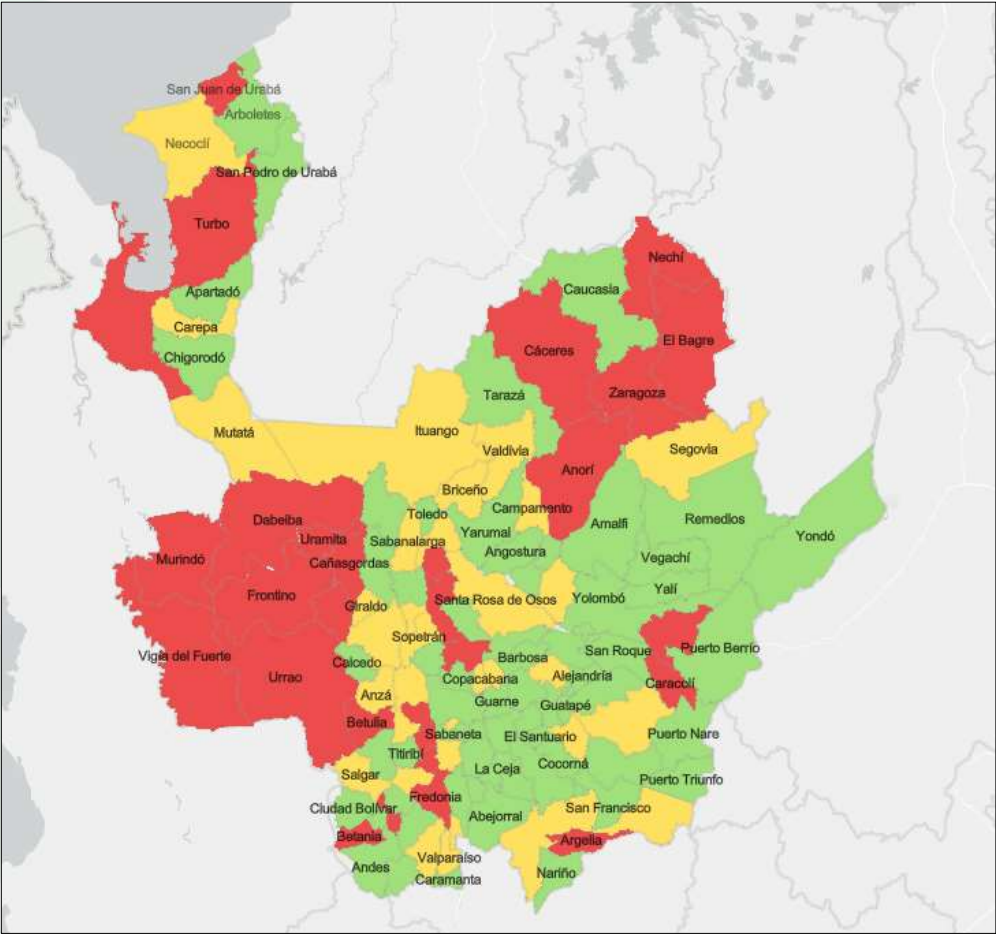 San Juan de Urabá
Arboletes
Necoclí
San Pedro de Urabá
Turbo
Nechí
Apartadó
Caucasia
Carepa
El Bagre
Chigorodó
Cáceres
Tarazá
Zaragoza
Mutatá
Ituango
Valdivia
Segovia
Anorí
Briceño
Campamento
Toledo
Dabeiba
Amalfi
Remedios
Yarumal
Yondó
Uramita
Sabanalarga
Angostura
Murindó
Cañasgordas
Vegachí
Frontino
Yalí
Giraldo
Santa Rosa de Osos
Yolombó
Sopetrán
Vigía del Fuerte
Caicedo
Barbosa
San Roque
Puerto Berrío
Urrao
Copacabana
Alejandría
Caracolí
Anzá
Guarne
Guatapé
Betulia
Sabaneta
El Santuario
Puerto Nare
Titiribí
Salgar
La Ceja
Cocorná
Puerto Triunfo
Ciudad Bolívar
Fredonia
San Francisco
Abejorral
Betania
Argelia
Valparaíso
Andes
Caramanta
Nariño